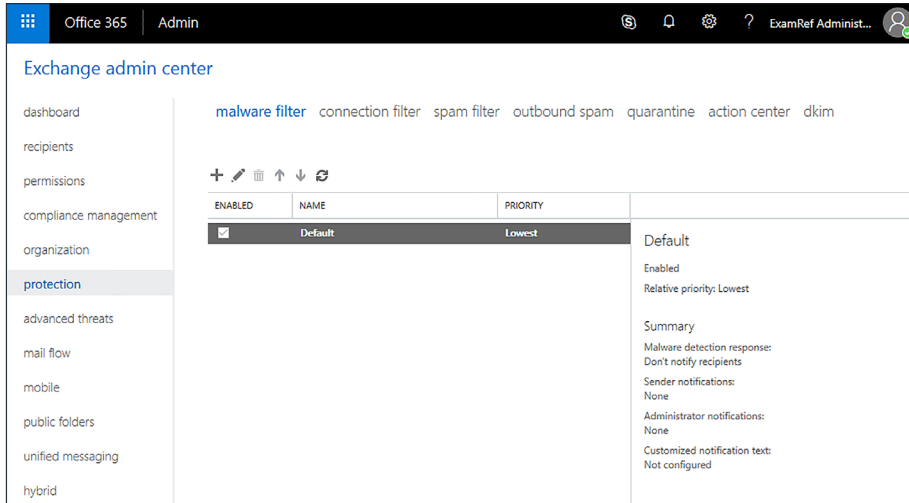 Office 365 Admin ? ExamRef Administ...
Exchange admin center
dashboard
recipients
permissions
compliance management
organization
protection
advanced threats
mail flow
mobile
public folders
unified messaging
hybrid
malware filter connection filter spam filter outbound spam quarantine action center dkim
ENABLED NAME PRIORITY
Default Lowest
Default
Enabled
Relative priority: Lowest
Summary
Malware detection response:
Don't notify recipients
Sender notifications:
None
Administrator notifications:
None
Customized notification text:
Not configured